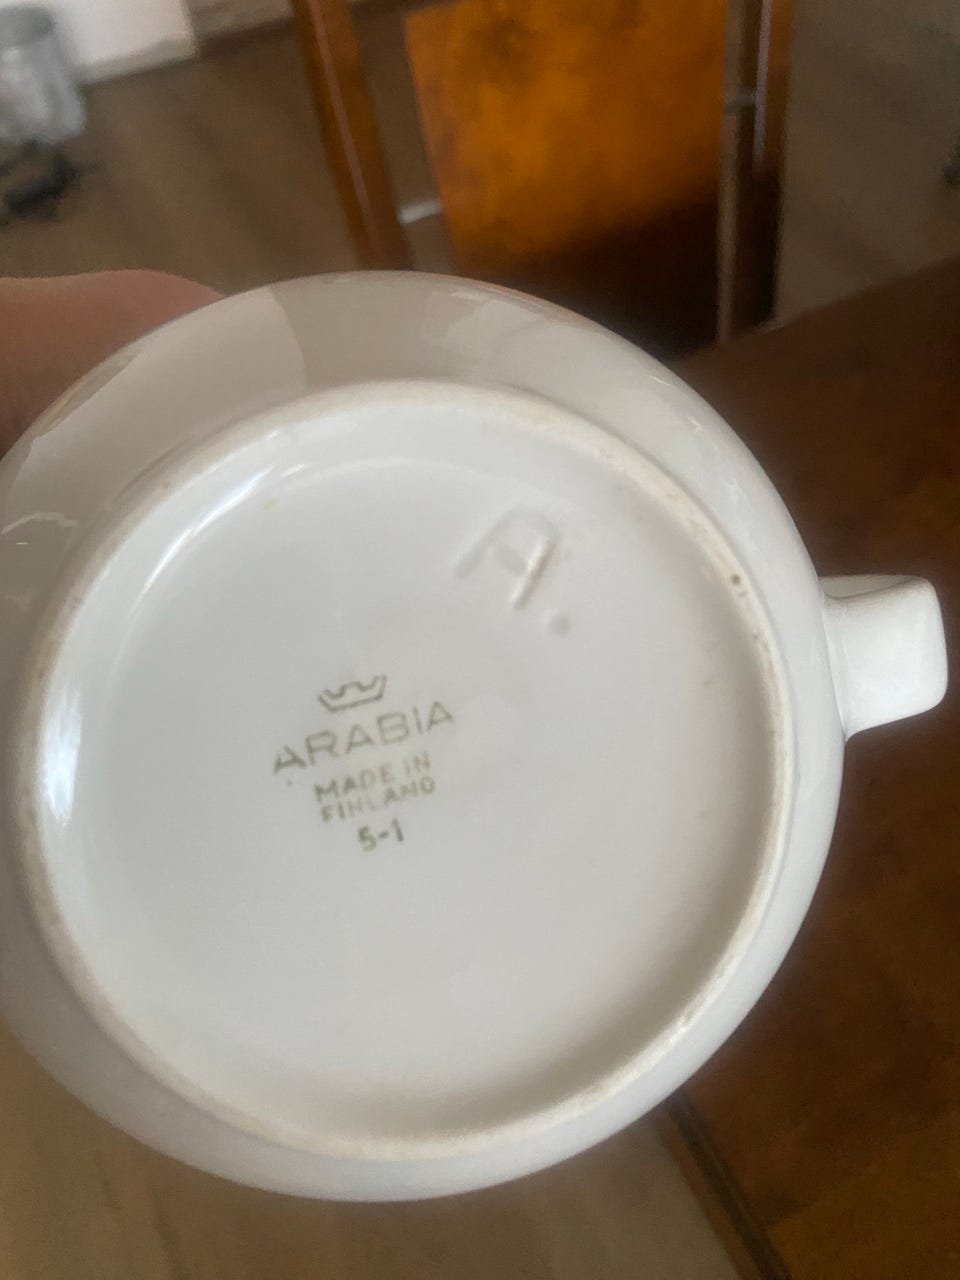 A.
ARABIA
MADE IN
FINLAND
5-1